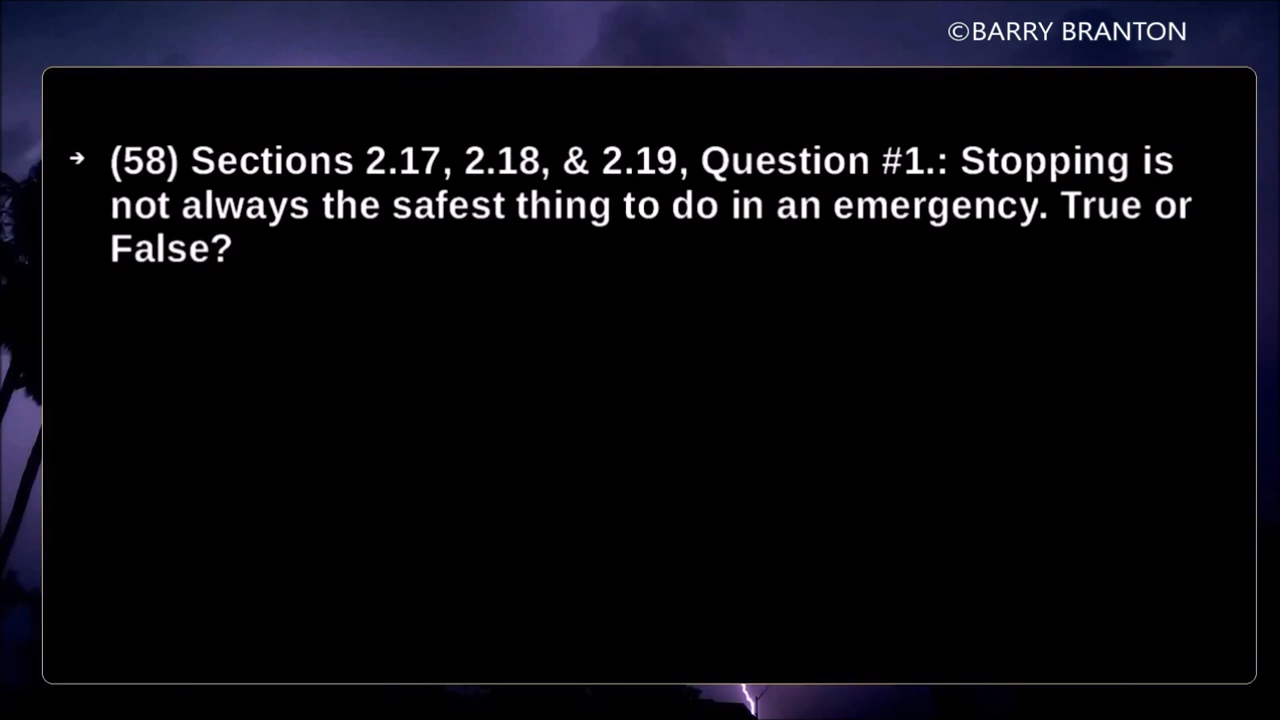 ©BARRY BRANTON
➔ (58) Sections 2.17, 2.18, & 2.19, Question #1.: Stopping is
not always the safest thing to do in an emergency. True or
False?